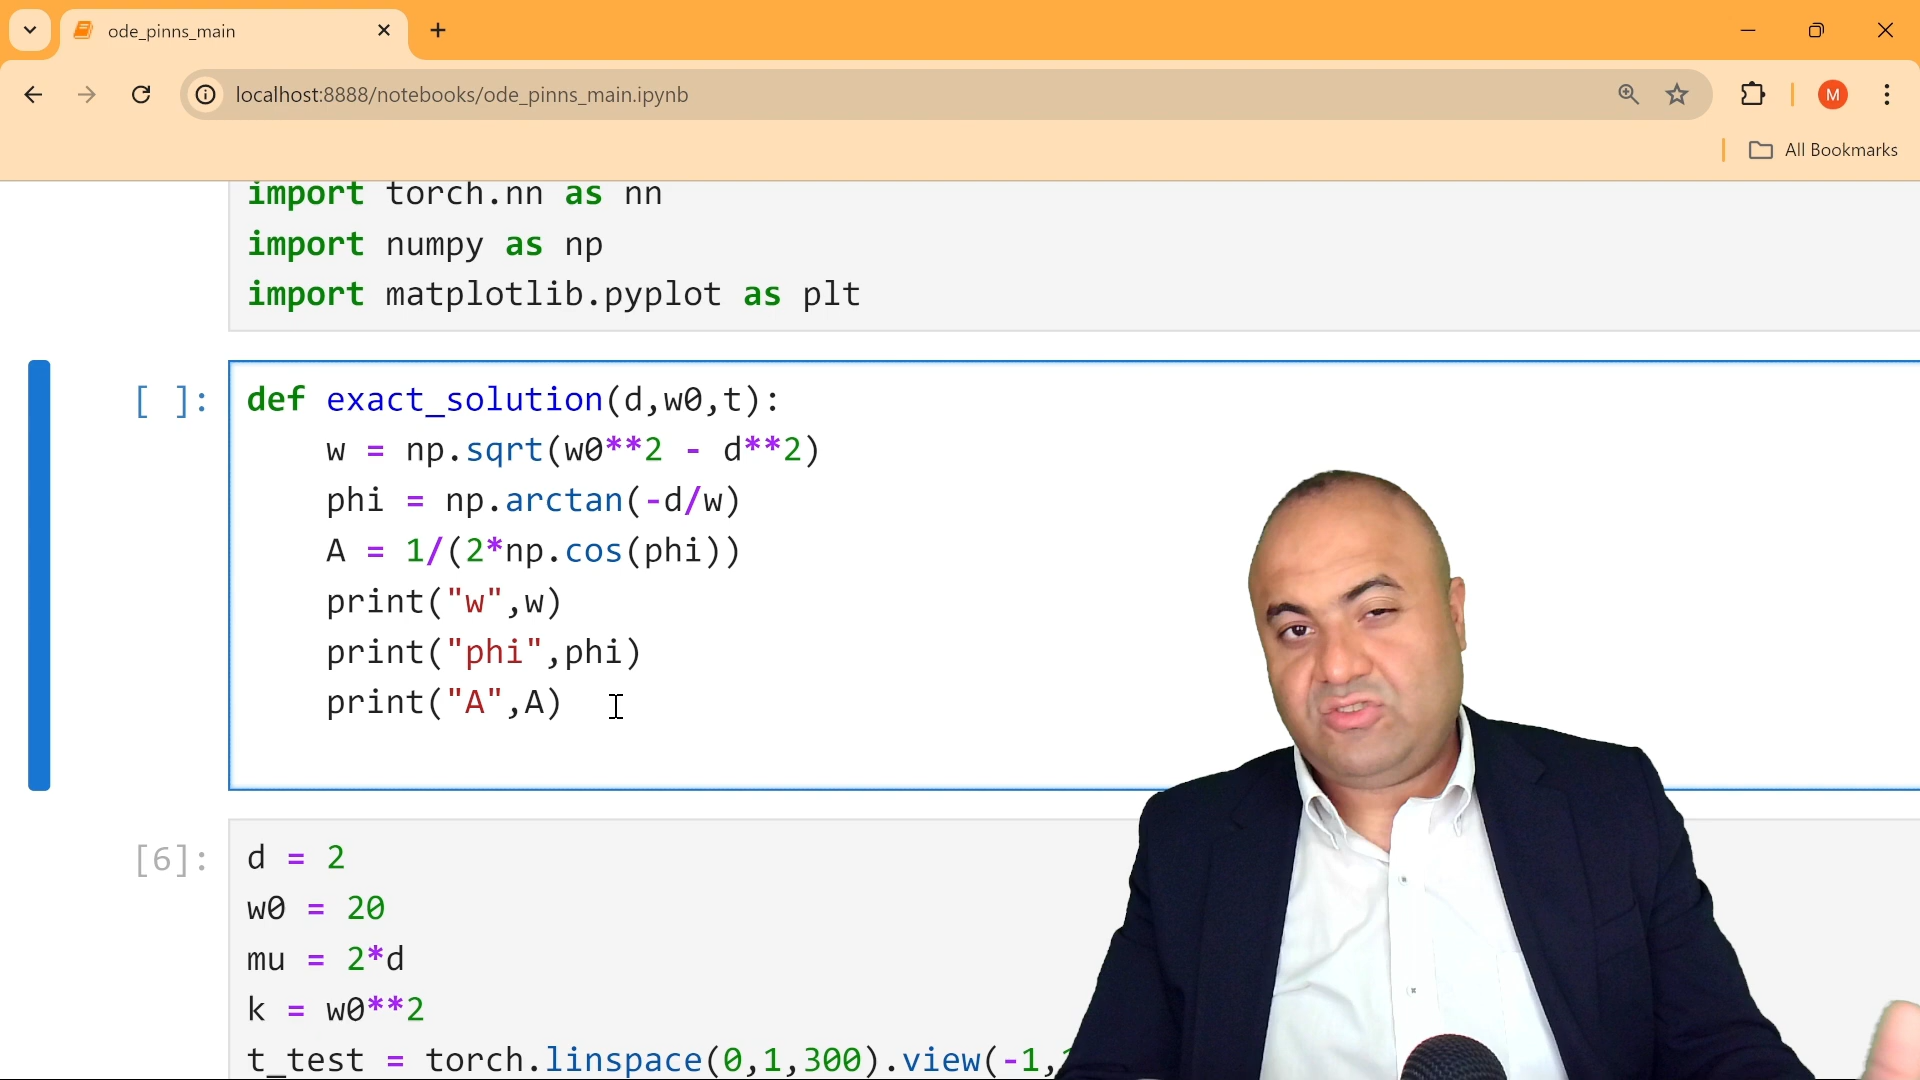 ode_pinns_main
localhost:8888/notebooks/ode_pinns_main.ipynb
M
All Bookmarks
import torch.nn as nn
import numpy as np
import matplotlib.pyplot as plt
[ ]:
def exact_solution(d,w0,t):
w = np.sqrt(w0**2 - d**2)
phi = np.arctan(-d/w)
A = 1/(2*np.cos(phi))
print("w",w)
print("phi",phi)
print("A",A)
[6]:
d = 2
w0 = 20
mu = 2*d
k = w0**2
t_test = torch.linspace(0,1,300).view(-1,